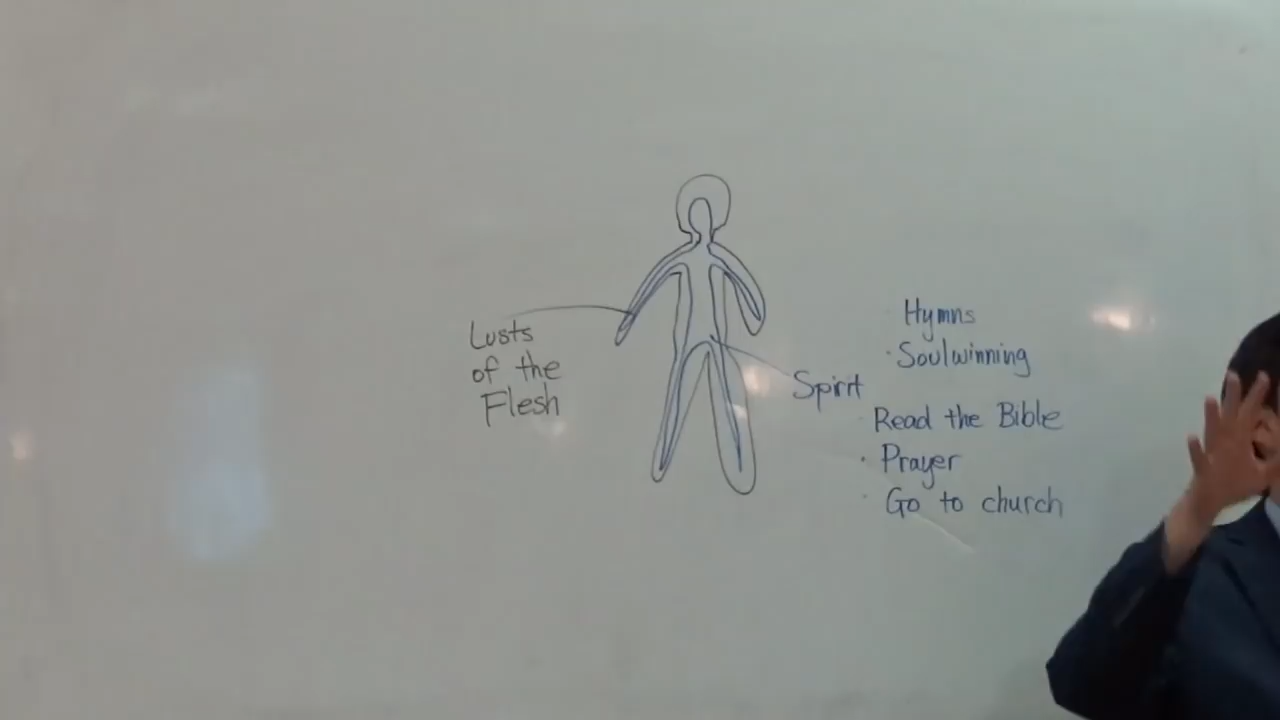 Lusts
of the
Flesh
Spirit
Hymns
· Soulwinning
Read the Bible
· Prayer
· Go to church